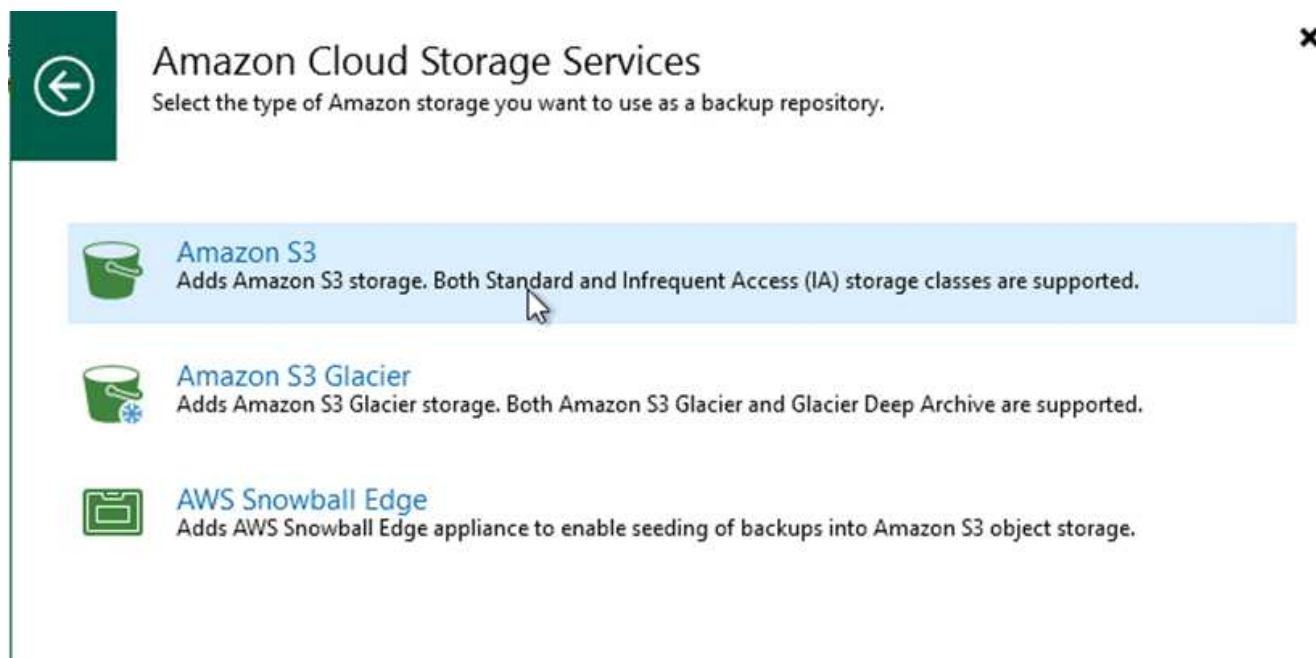 Amazon Cloud Storage Services
Select the type of Amazon storage you want to use as a backup repository.
Amazon S3
Adds Amazon S3 storage. Both Standard and Infrequent Access (IA) storage classes are supported.
Amazon S3 Glacier
Adds Amazon S3 Glacier storage. Both Amazon S3 Glacier and Glacier Deep Archive are supported.
AWS Snowball Edge
Adds AWS Snowball Edge appliance to enable seeding of backups into Amazon S3 object storage.